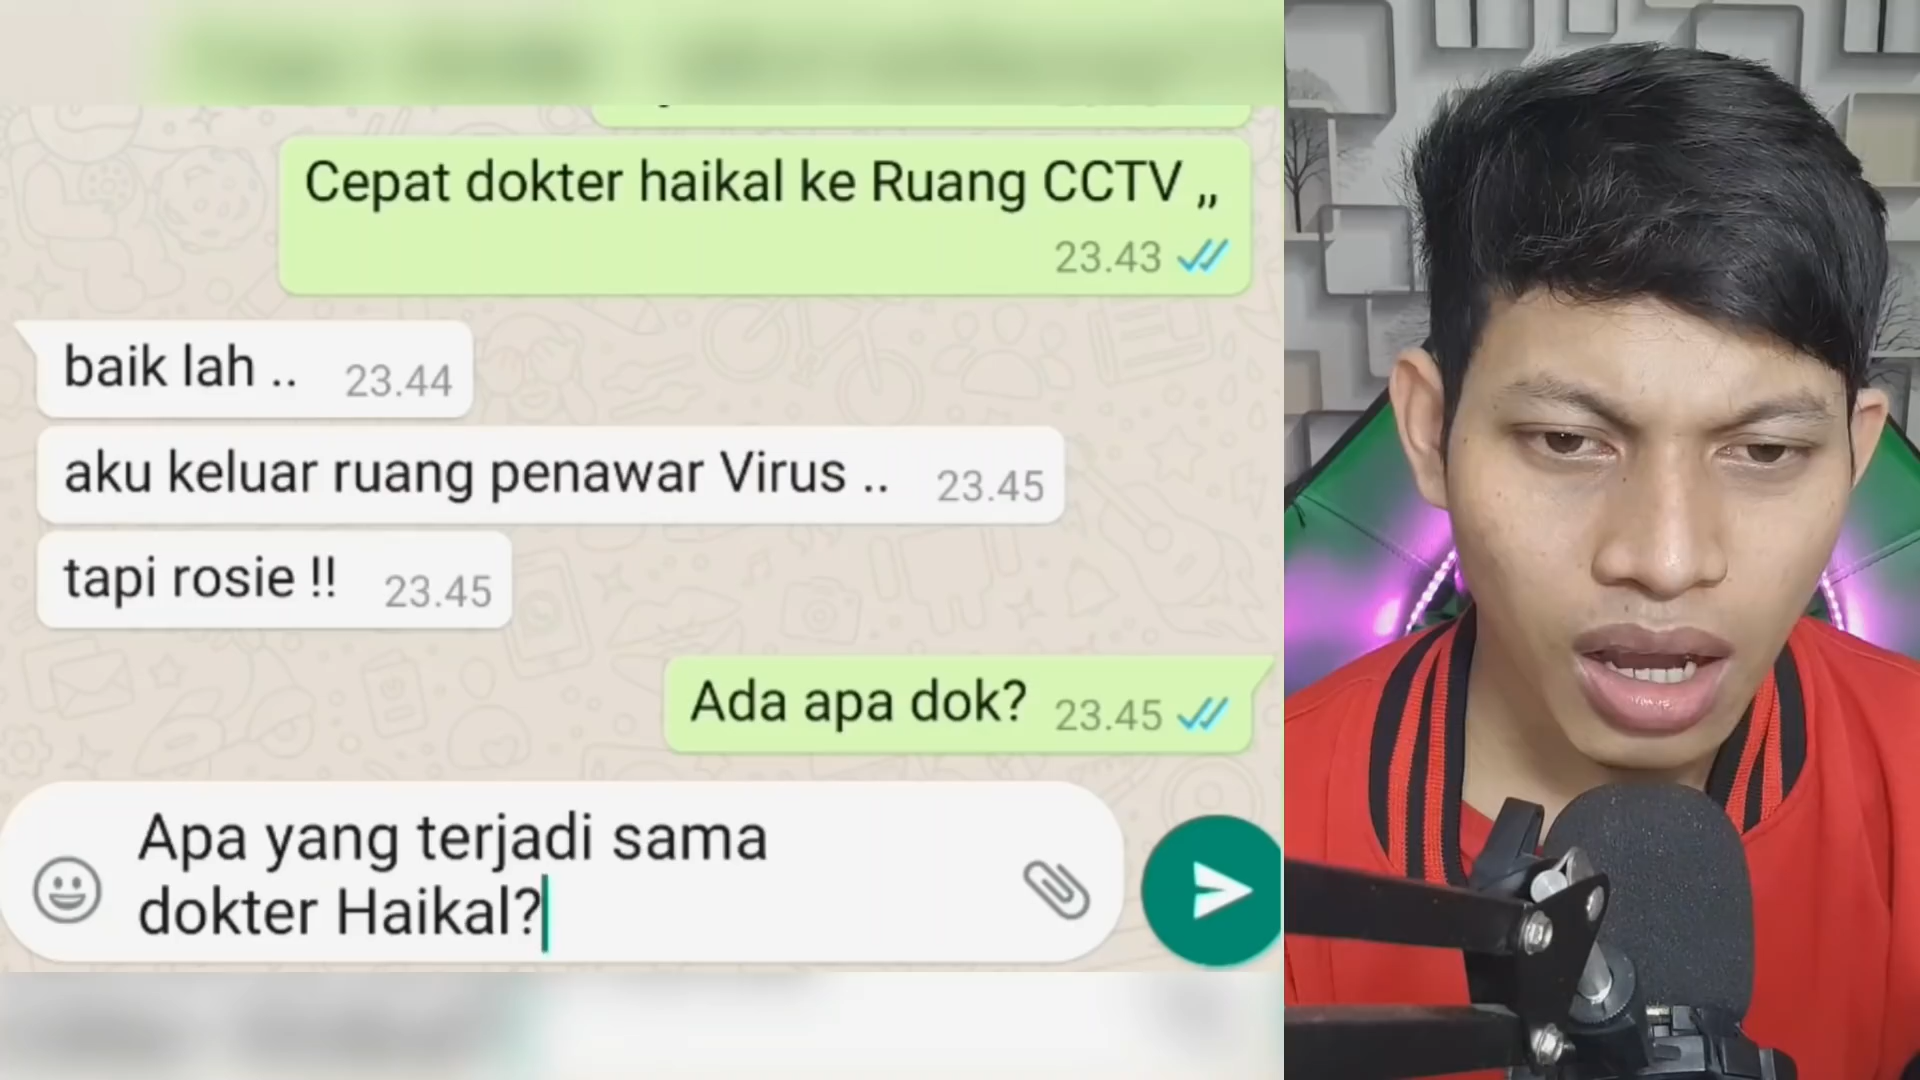 Cepat dokter haikal ke Ruang CCTV ,,
23.43
baik lah .. 23.44
aku keluar ruang penawar Virus .. 23.45
tapi rosie !! 23.45
Ada apa dok? 23.45
Apa yang terjadi sama
dokter Haikal?